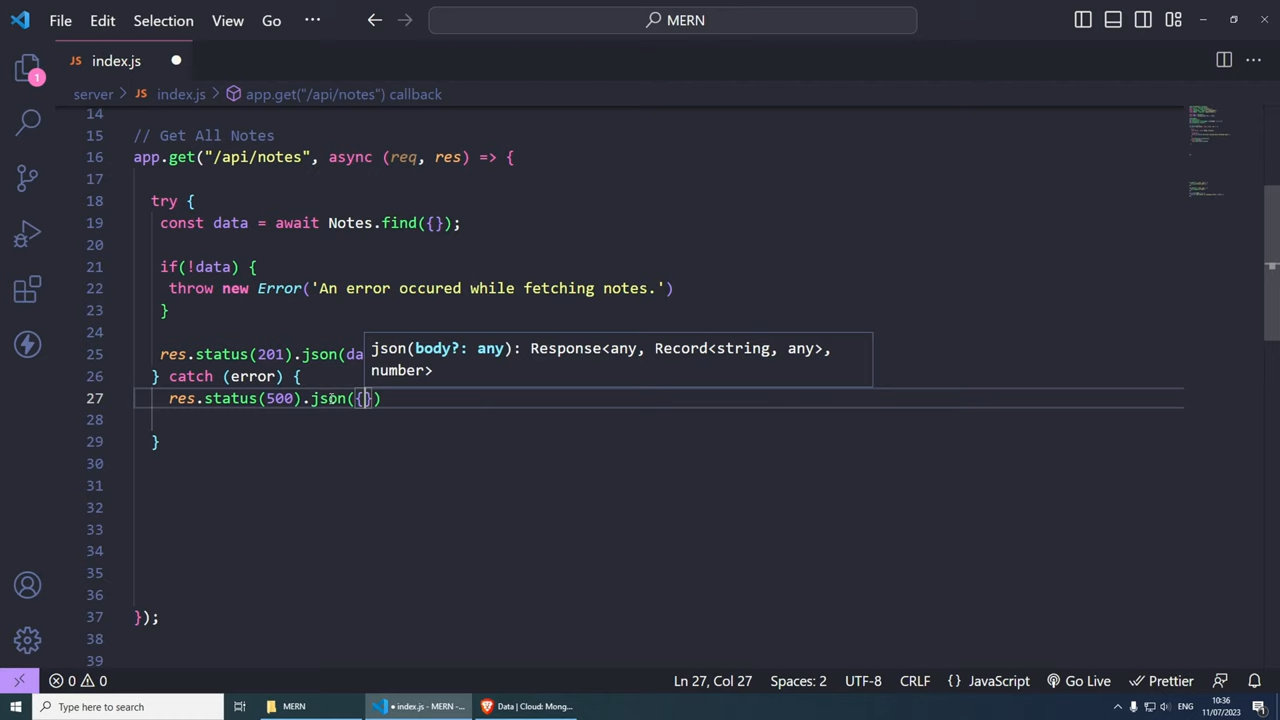 File Edit Selection View Go ··· MERN
JS index.js
server > JS index.js > app.get("/api/notes") callback
1
14
15 // Get All Notes
16 app.get("/api/notes", async (req, res) => {
17
18 try {
19 const data = await Notes.find({});
20
21 if(!data) {
22 throw new Error('An error occured while fetching notes.')
23 }
24
json(body?: any): Response<any, Record<string, any>,
number>
25 res.status(201).json(da
26 } catch (error) {
27 res.status(500).json({})
28
29 }
30
31
32
33
34
35
36
37 });
38
39
0 0 Ln 27, Col 27 Spaces: 2 UTF-8 CRLF {} JavaScript Go Live Prettier
Type here to search MERN ● index.js - MERN -... Data | Cloud: Mong... ENG 10:36
11/07/2023 1